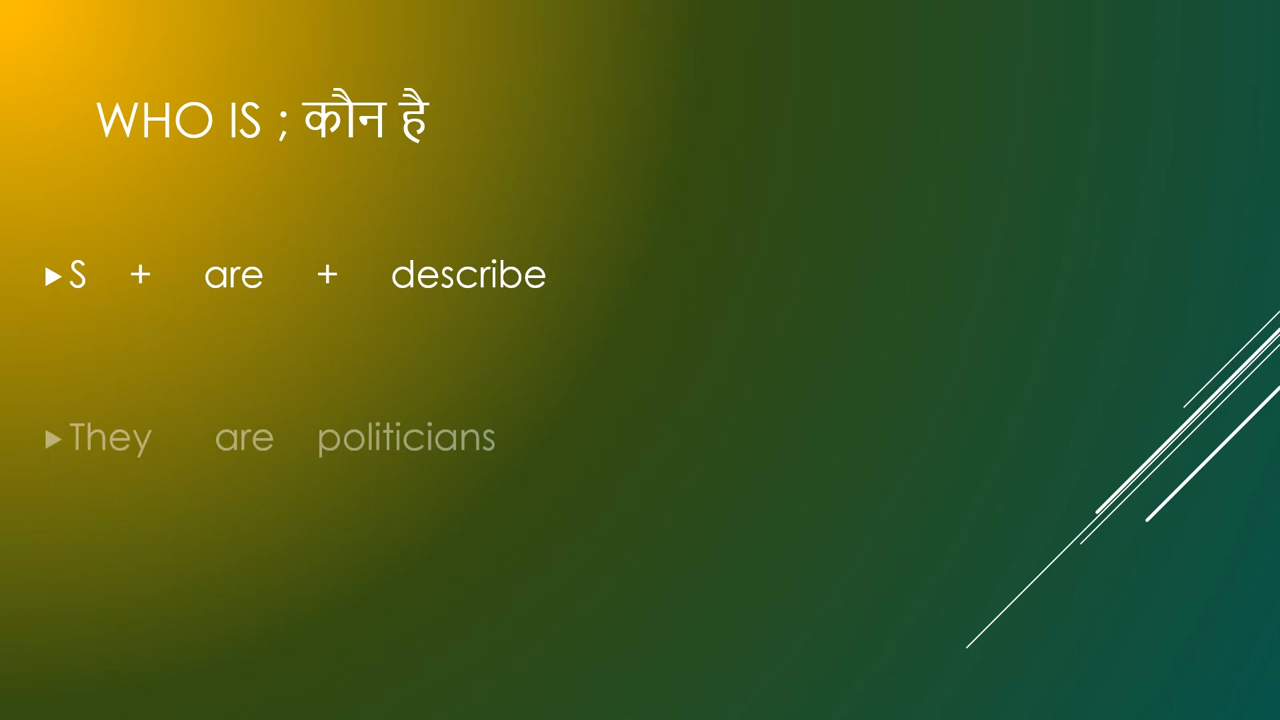 WHO IS ; कौन है
S + are + describe
They are politicians